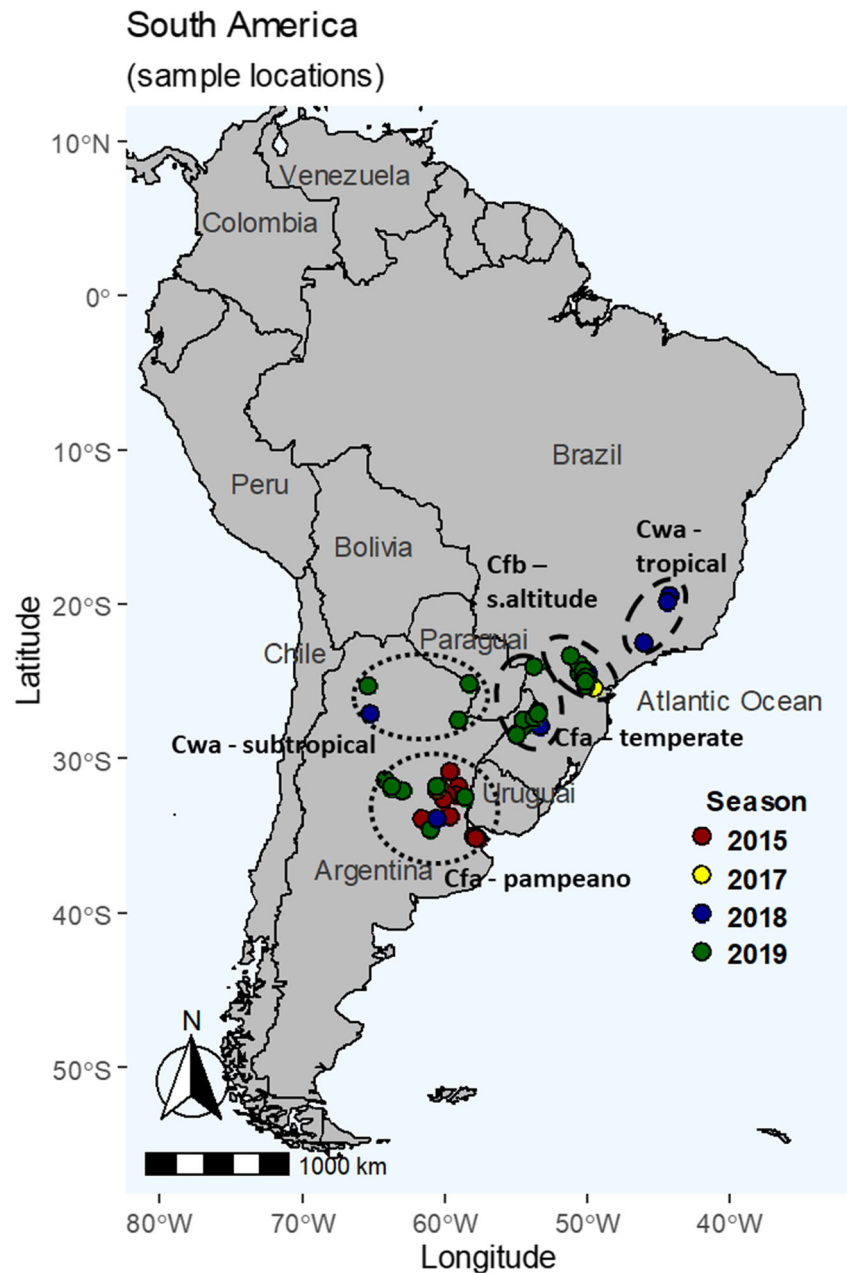 South America
(sample locations)
10°N
Venezuela
Colombia
0°
Brazil
10°S
Peru
Cwa -
tropical
Bolivia
Cfb –
s.altitude
20°S
Paraguai
Chile
Atlantic Ocean
Cwa - subtropical
Cfa – temperate
30°S
Uruguai
Season
2015
Argentina
Cfa - pampeano
2017
40°S
2018
2019
N
50°S
1000 km
80°W
70°W
60°W
50°W
40°W
Longitude
Latitude